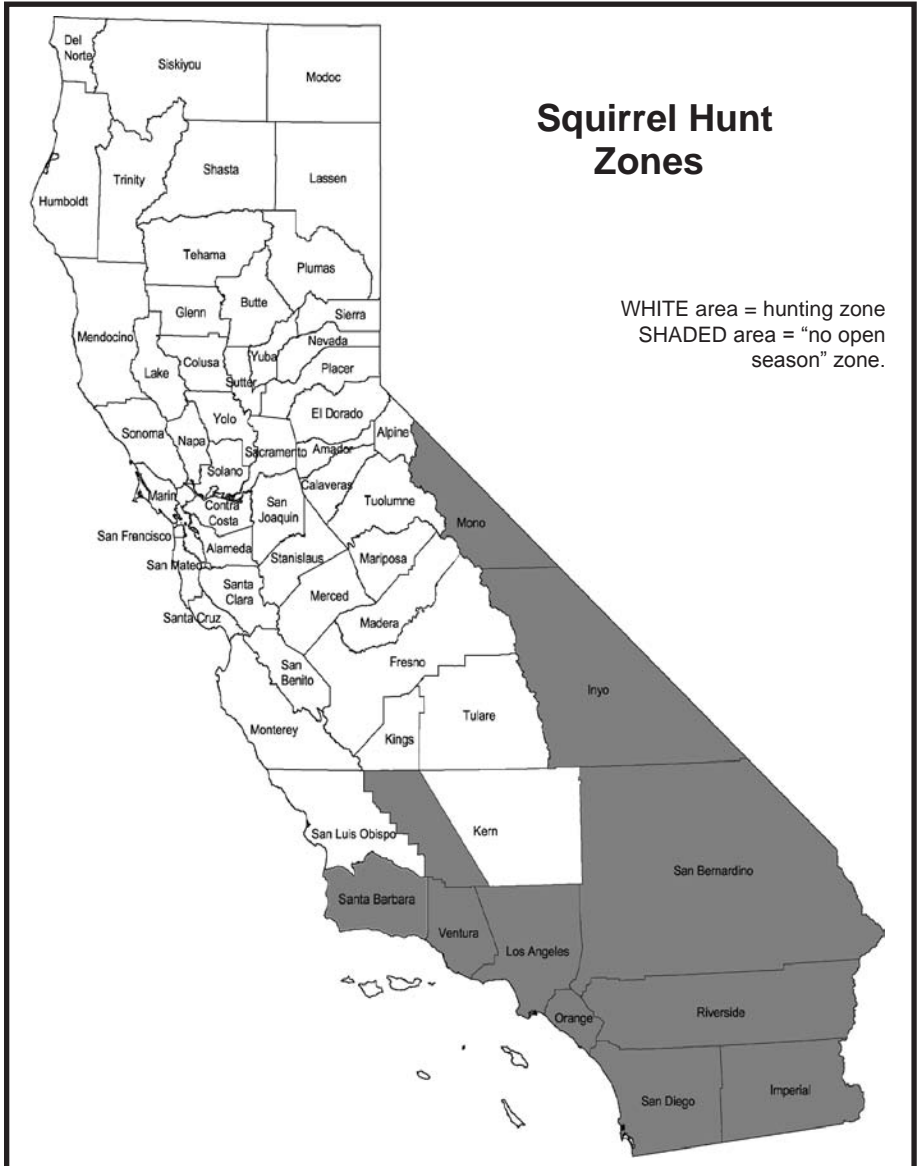 Squirrel Hunt
Zones
WHITE area = hunting zone
SHADED area = “no open
season” zone.
Del
Norte
Siskiyou
Modoc
Humboldt
Trinity
Shasta
Lassen
Tehama
Plumas
Mendocino
Glenn
Butte
Sierra
Lake
Colusa
Sutter
Yuba
Nevada
Placer
Sonoma
Napa
Yolo
El Dorado
Sacramento
Amador
Alpine
Solano
Marin
Contra
Costa
San
Joaquin
Calaveras
Tuolumne
Mono
San Francisco
Alameda
Stanislaus
Mariposa
San Mateo
Santa
Clara
Merced
Santa Cruz
Madera
San
Benito
Fresno
Inyo
Monterey
Kings
Tulare
San Luis Obispo
Kern
San Bernardino
Santa Barbara
Ventura
Los Angeles
Orange
Riverside
San Diego
Imperial